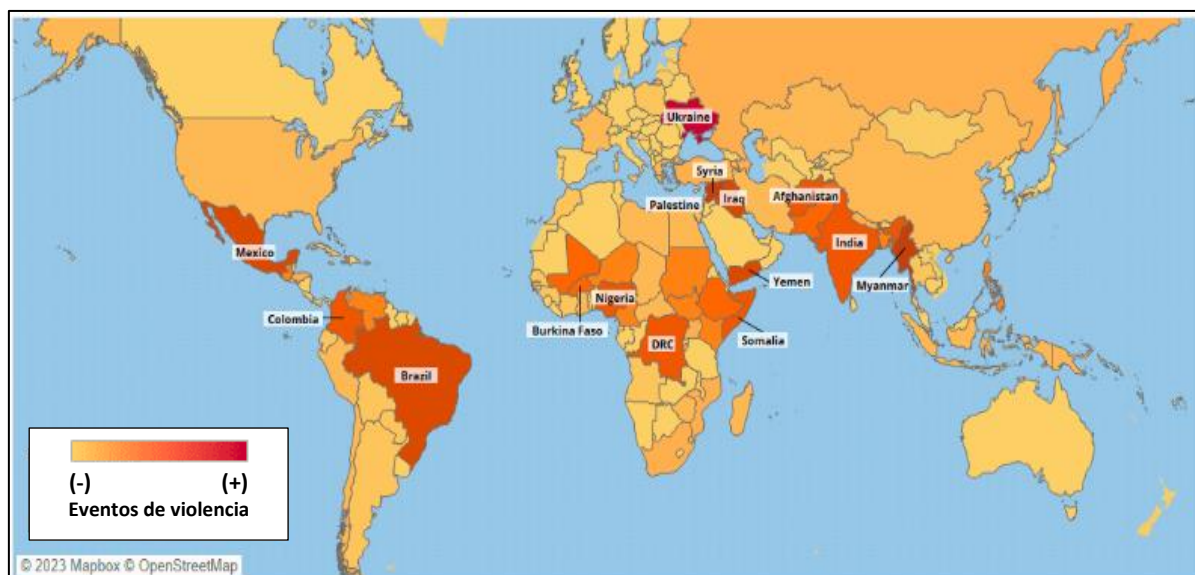 Ukraine
Syria
Palestine
Iraq
Afghanistan
Mexico
India
Yemen
Myanmar
Nigeria
Colombia
Burkina Faso
Somalia
DRC
Brazil
(-) (+)
Eventos de violencia
© 2023 Mapbox © OpenStreetMap